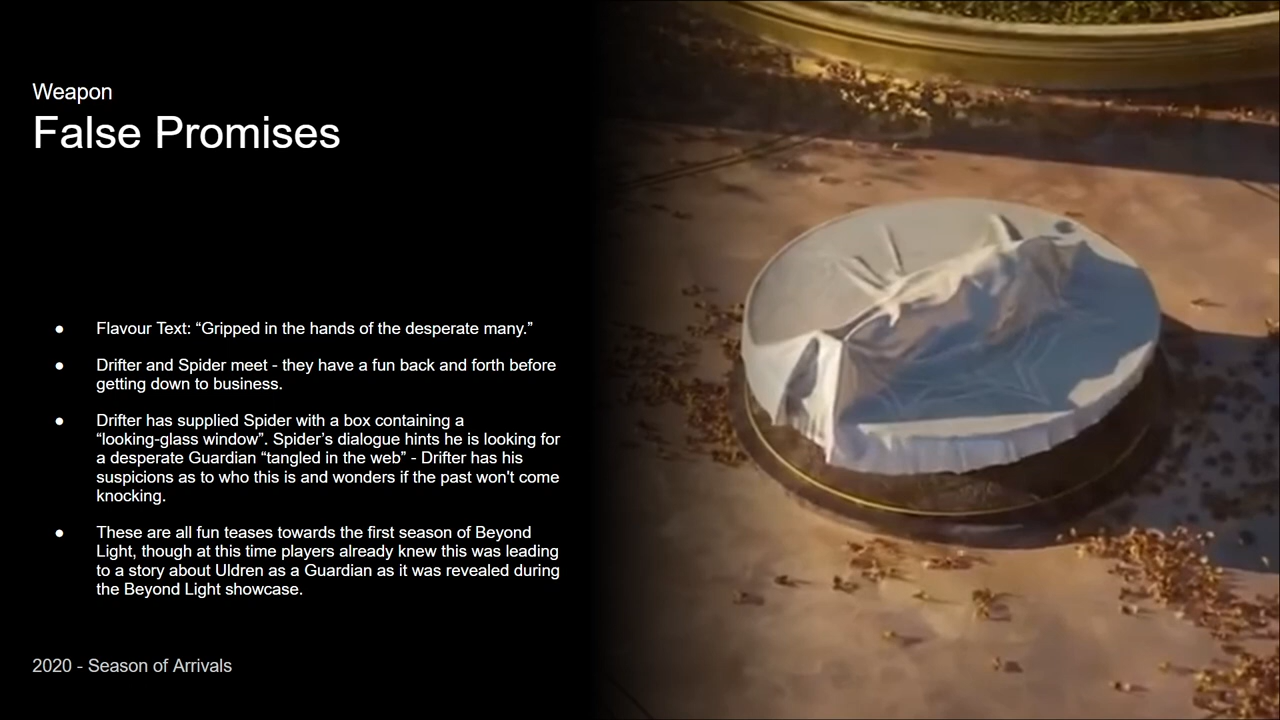 Weapon
False Promises
● Flavour Text: “Gripped in the hands of the desperate many.”
● Drifter and Spider meet - they have a fun back and forth before
getting down to business.
● Drifter has supplied Spider with a box containing a
“looking-glass window”. Spider’s dialogue hints he is looking for
a desperate Guardian “tangled in the web” - Drifter has his
suspicions as to who this is and wonders if the past won't come
knocking.
● These are all fun teases towards the first season of Beyond
Light, though at this time players already knew this was leading
to a story about Uldren as a Guardian as it was revealed during
the Beyond Light showcase.
2020 - Season of Arrivals